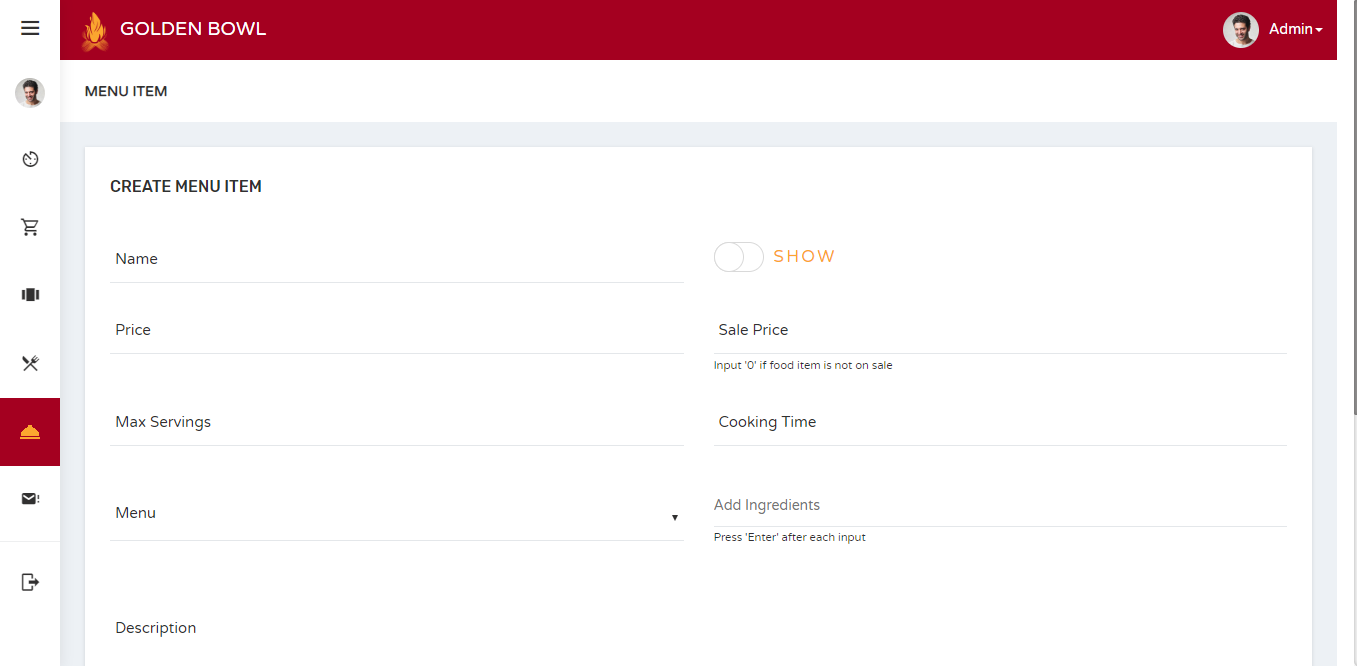 GOLDEN BOWL
Admin
MENU ITEM
CREATE MENU ITEM
Name
SHOW
Price
Sale Price
Input '0' if food item is not on sale
Max Servings
Cooking Time
Menu
Add Ingredients
Press 'Enter' after each input
Description